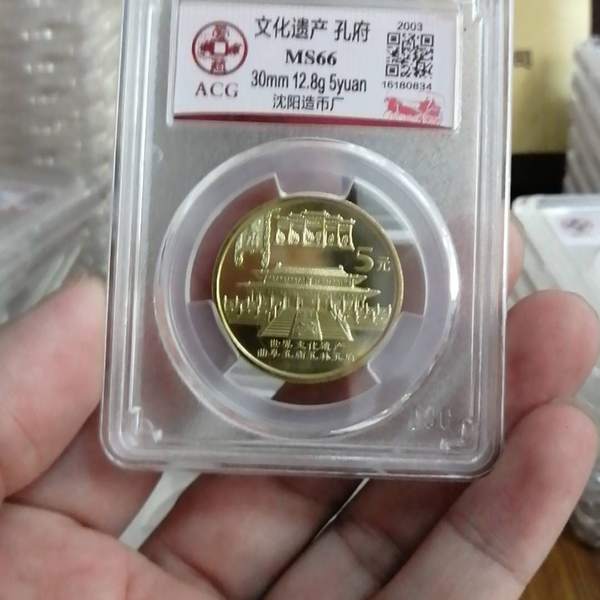 文化遗产 孔府
2003
MS66
ACG
30mm 12.8g 5yuan
16180834
沈阳造币厂
5元
世界文化遗产
曲阜孔庙孔林孔府